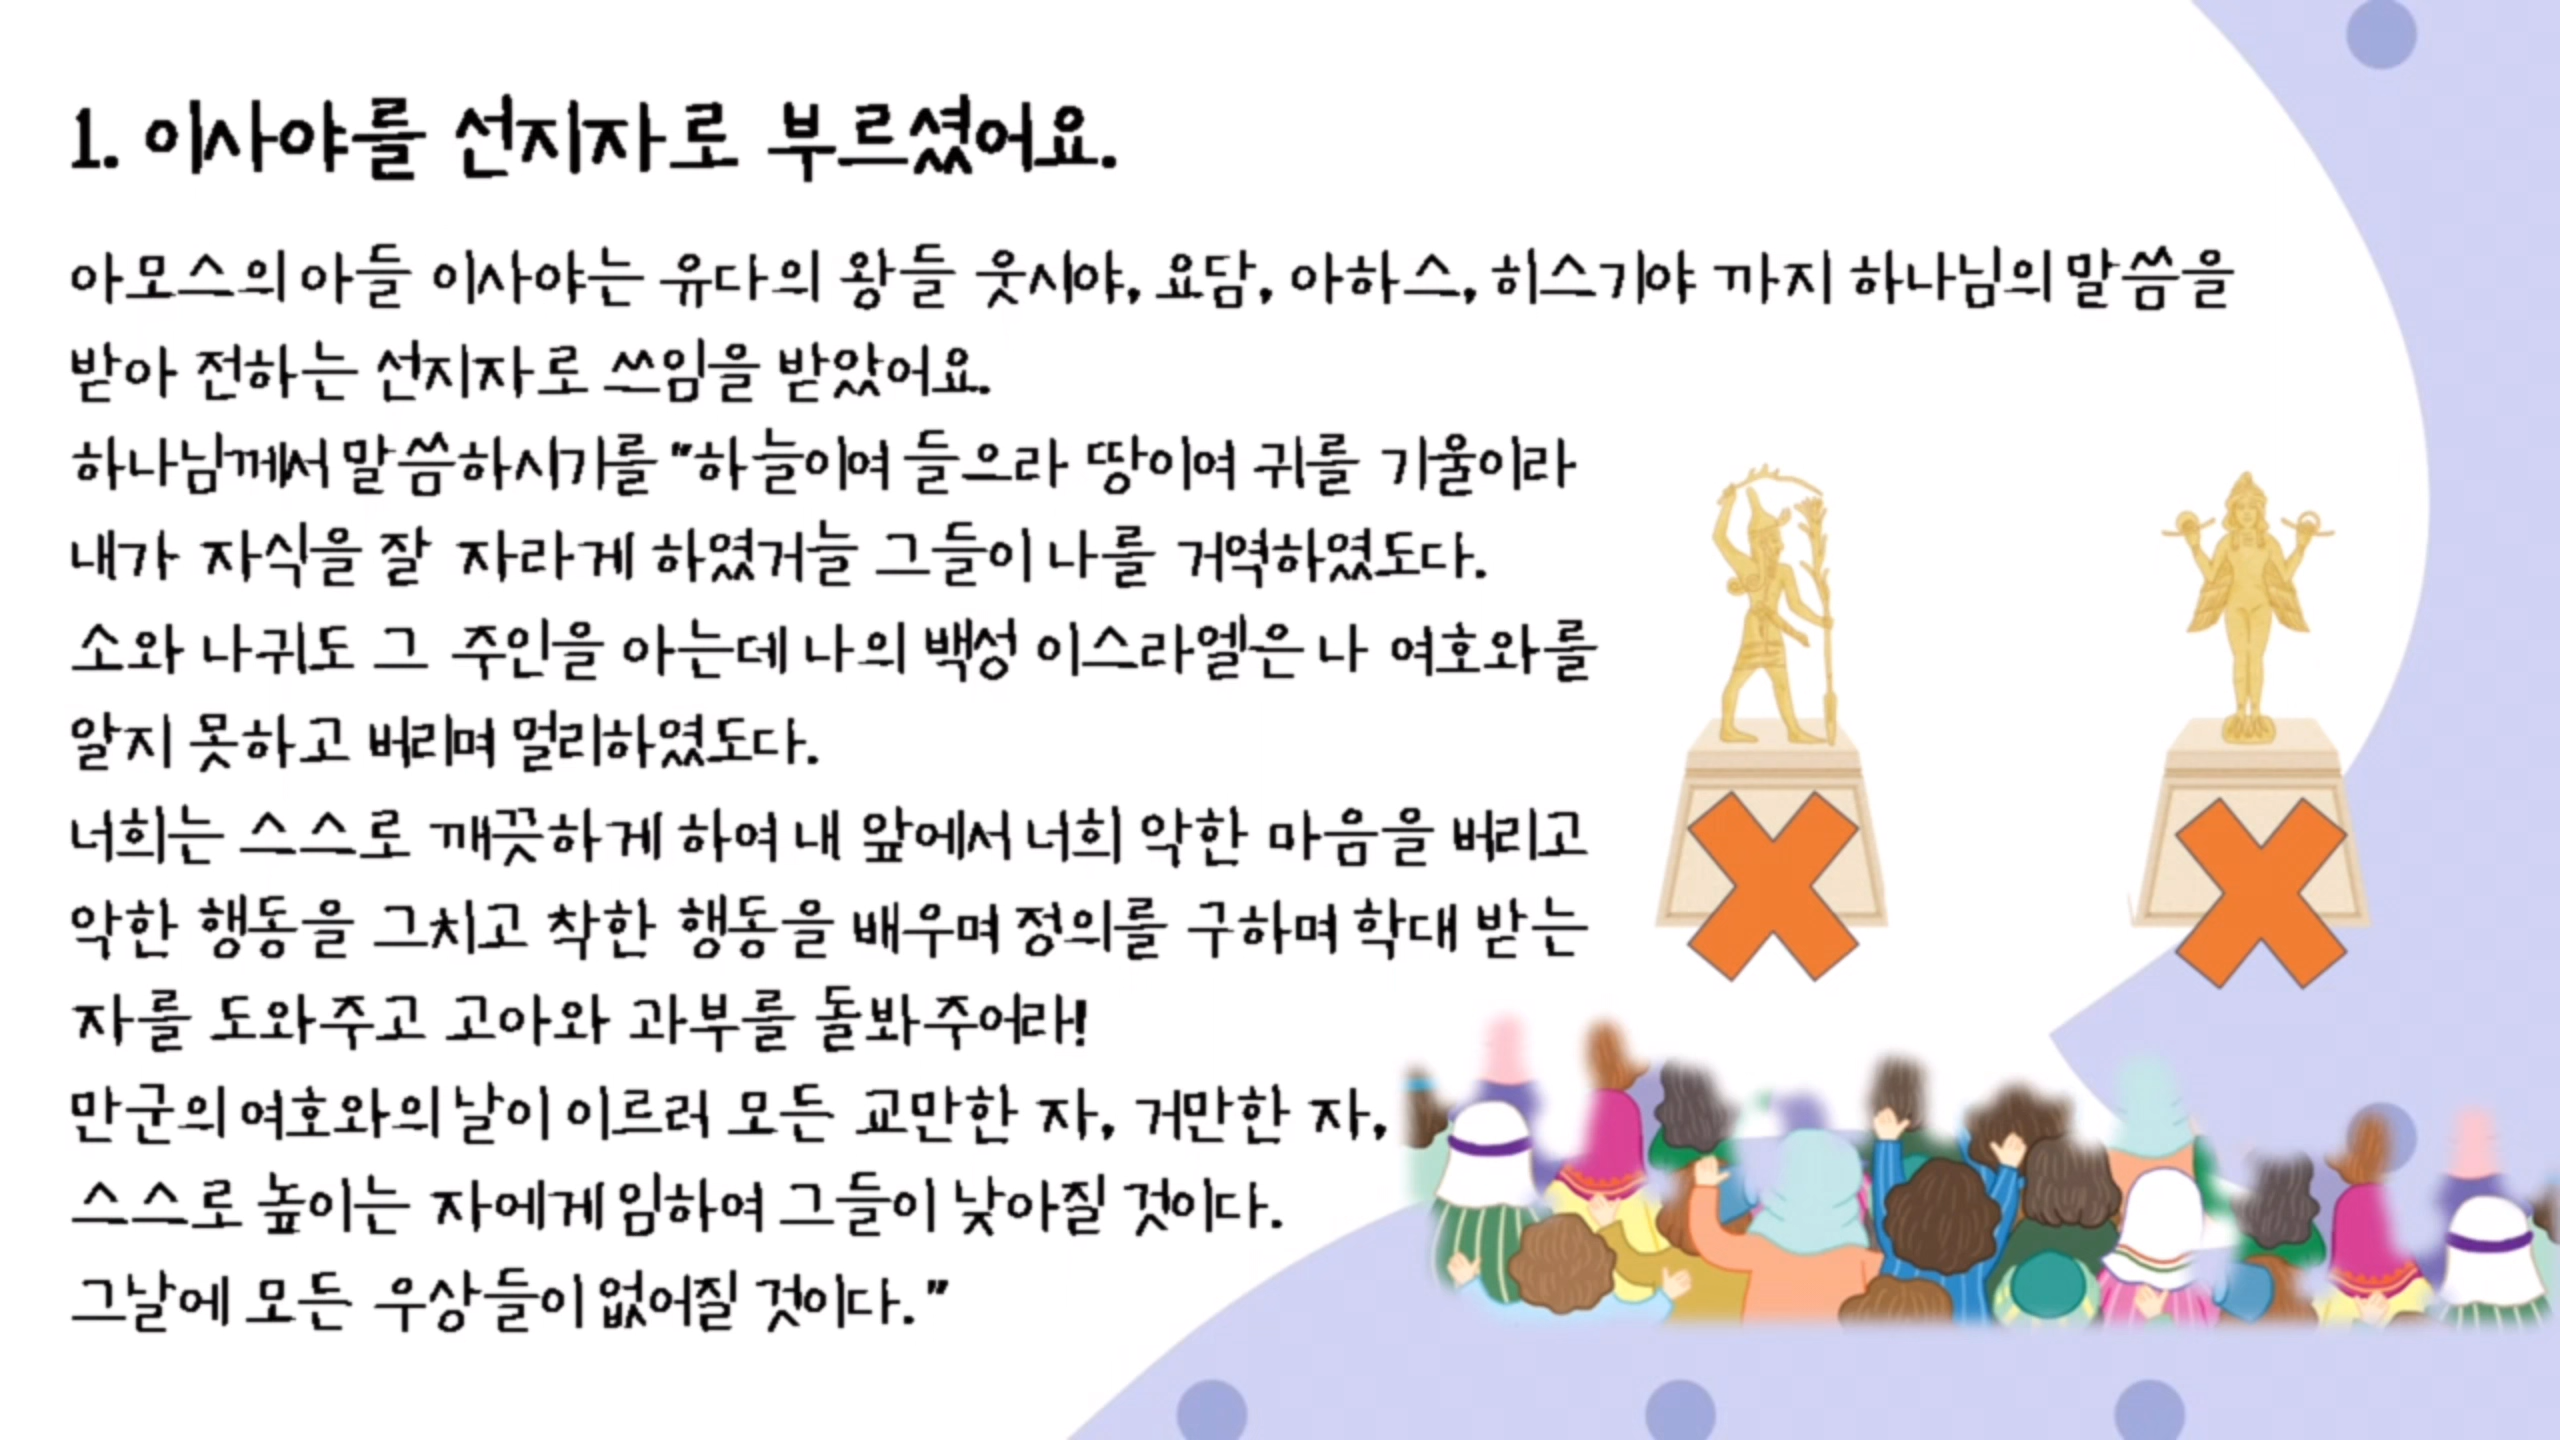 1. 이사야를 선지자로 부르셨어요.
아모스의 아들 이사야는 유다의 왕들 웃시야, 요담, 아하스, 히스기야 까지 하나님의 말씀을
받아 전하는 선지자로 쓰임을 받았어요.
하나님께서 말씀하시기를 "하늘이여 들으라 땅이여 귀를 기울이라
내가 자식을 잘 자라게 하였거늘 그들이 나를 거역하였도다.
소와 나귀도 그 주인을 아는데 나의 백성 이스라엘은 나 여호와를
알지 못하고 버리며 멀리하였도다.
너희는 스스로 깨끗하게 하여 내 앞에서 너희 악한 마음을 버리고
악한 행동을 그치고 착한 행동을 배우며 정의를 구하며 학대 받는
자를 도와주고 고아와 과부를 돌봐주어라!
만군의 여호와의 날이 이르러 모든 교만한 자, 거만한 자,
스스로 높이는 자에게 임하여 그들이 낮아질 것이다.
그날에 모든 우상들이 없어질 것이다."